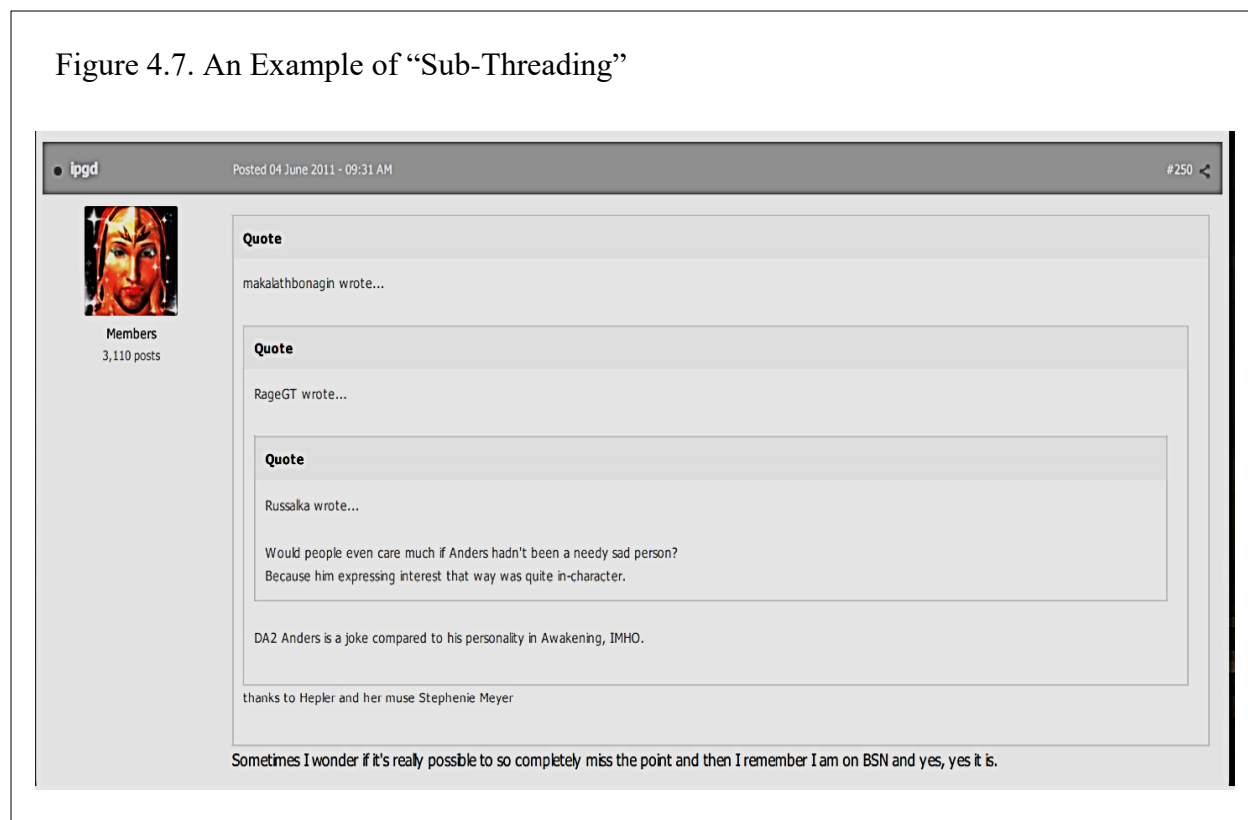 Figure 4.7. An Example of “Sub-Threading”
ipgd
Posted 04 June 2011 - 09:31 AM
#250
Members
3,110 posts
Quote
makalathbonagin wrote...
Quote
RageGT wrote...
Quote
Russalka wrote...
Would people even care much if Anders hadn't been a needy sad person?
Because him expressing interest that way was quite in-character.
DA2 Anders is a joke compared to his personality in Awakening, IMHO.
thanks to Hepler and her muse Stephenie Meyer
Sometimes I wonder if it's really possible to so completely miss the point and then I remember I am on BSN and yes, yes it is.